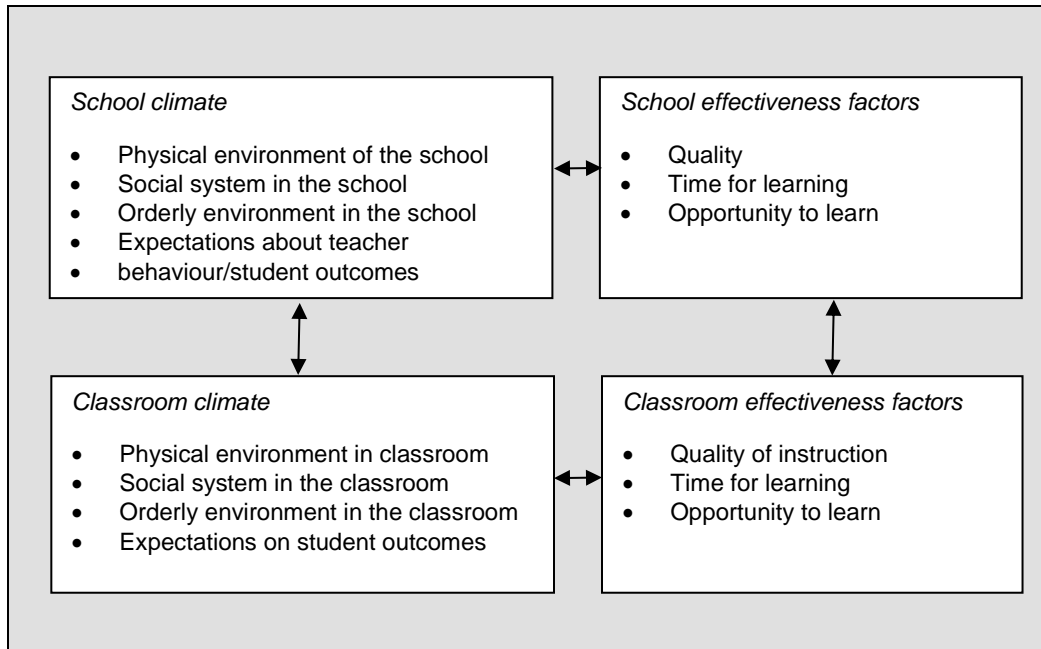 School climate
• Physical environment of the school
• Social system in the school
• Orderly environment in the school
• Expectations about teacher
• behaviour/student outcomes
School effectiveness factors
• Quality
• Time for learning
• Opportunity to learn
Classroom climate
• Physical environment in classroom
• Social system in the classroom
• Orderly environment in the classroom
• Expectations on student outcomes
Classroom effectiveness factors
• Quality of instruction
• Time for learning
• Opportunity to learn